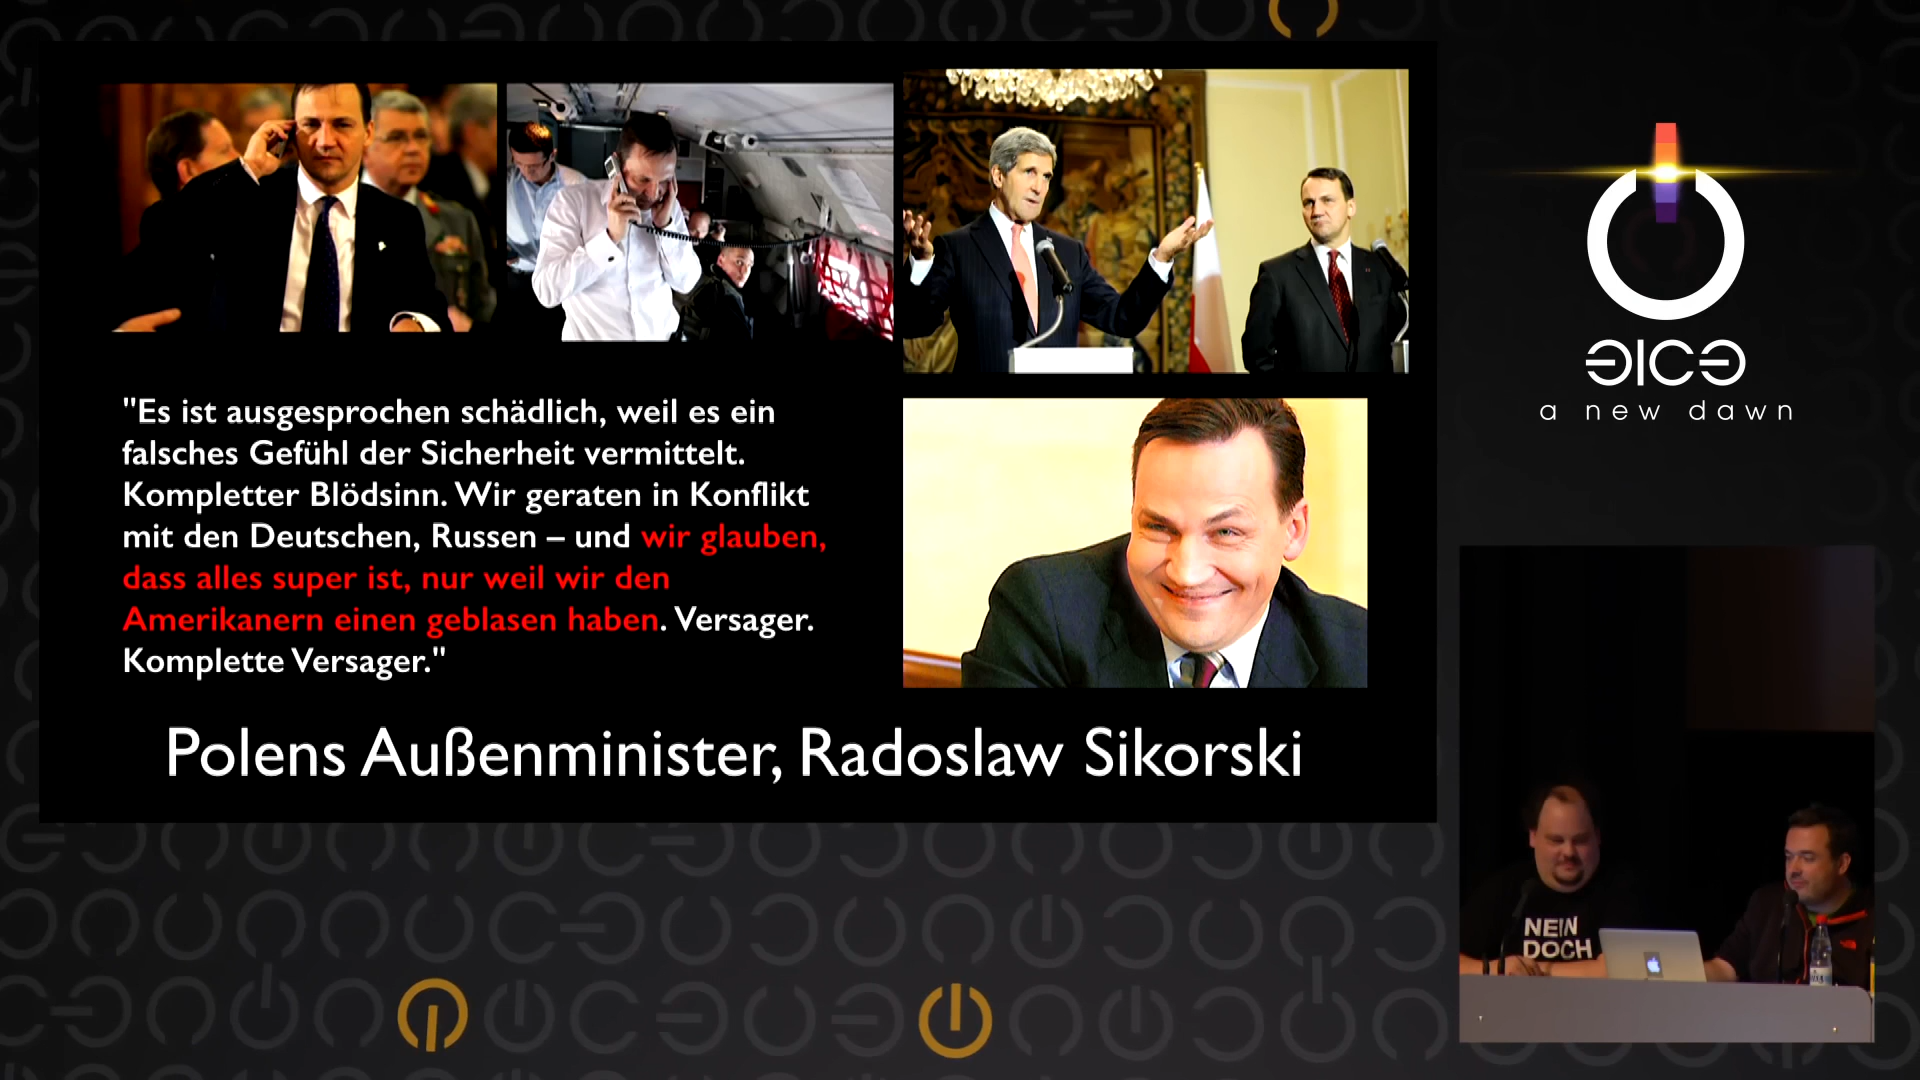 "Es ist ausgesprochen schädlich, weil es ein
falsches Gefühl der Sicherheit vermittelt.
Kompletter Blödsinn. Wir geraten in Konflikt
mit den Deutschen, Russen – und wir glauben,
dass alles super ist, nur weil wir den
Amerikanern einen geblasen haben. Versager.
Komplette Versager."
Polens Außenminister, Radoslaw Sikorski
a new dawn
NEIN
DOCH